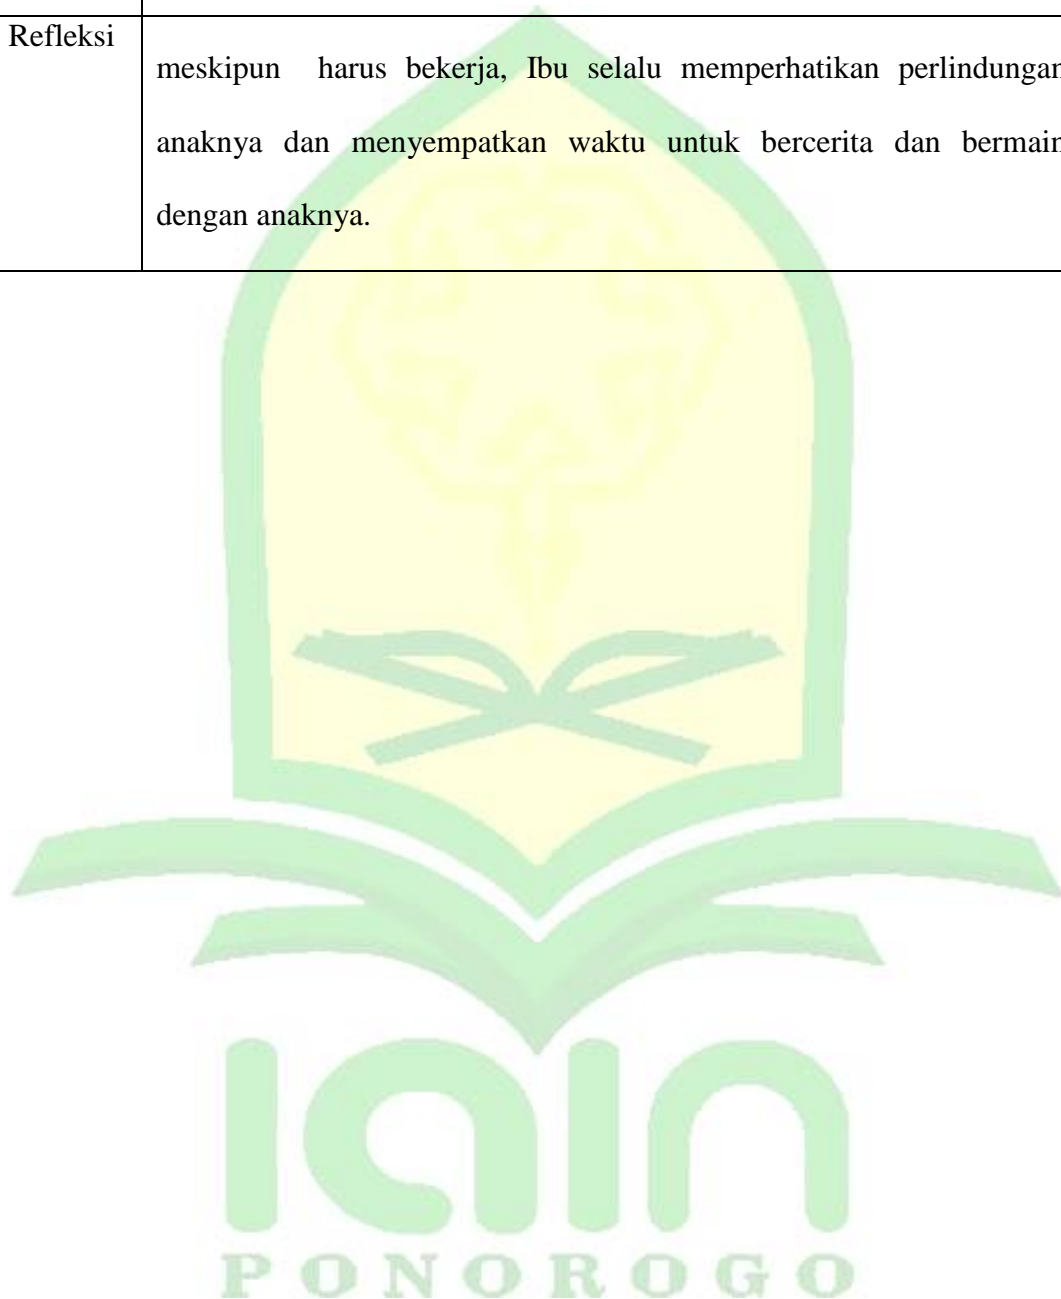 Refleksi
meskipun harus bekerja, Ibu selalu memperhatikan perlindungan
anaknya dan menyempatkan waktu untuk bercerita dan bermain
dengan anaknya.
iain
PONOROGO